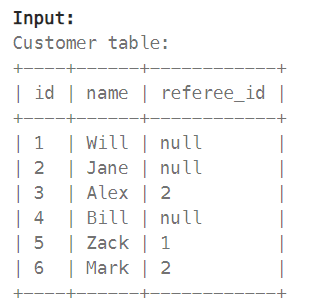 Input:
Customer table:
+----+------+------------+
| id | name | referee_id |
+----+------+------------+
| 1  | Will | null       |
| 2  | Jane | null       |
| 3  | Alex | 2          |
| 4  | Bill | null       |
| 5  | Zack | 1          |
| 6  | Mark | 2          |
+----+------+------------+